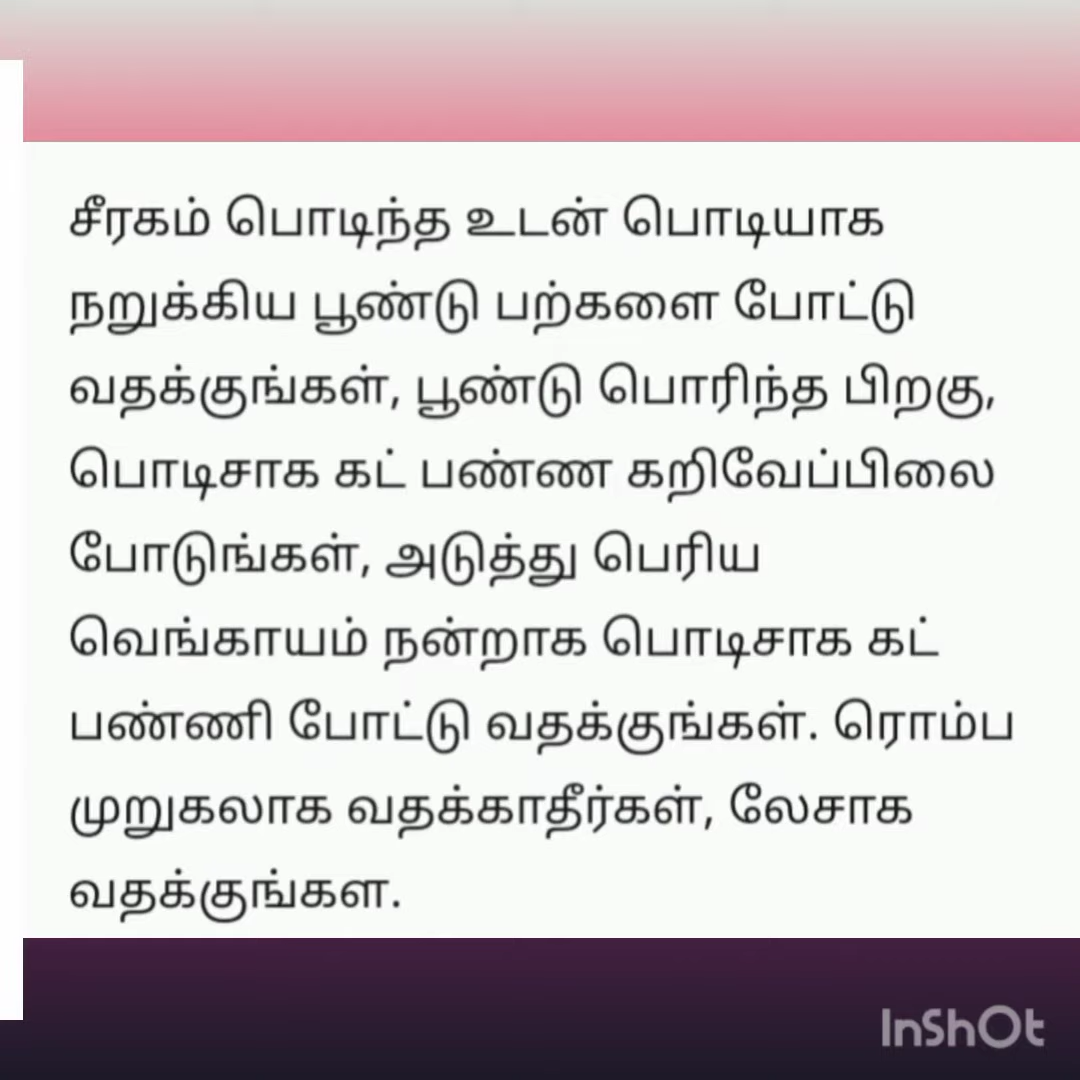 சீரகம் பொடிந்த உடன் பொடியாக
நறுக்கிய பூண்டு பற்களை போட்டு
வதக்குங்கள், பூண்டு பொரிந்த பிறகு,
பொடிசாக கட் பண்ண கறிவேப்பிலை
போடுங்கள், அடுத்து பெரிய
வெங்காயம் நன்றாக பொடிசாக கட்
பண்ணி போட்டு வதக்குங்கள். ரொம்ப
முறுகலாக வதக்காதீர்கள், லேசாக
வதக்குங்கள.
InShOt